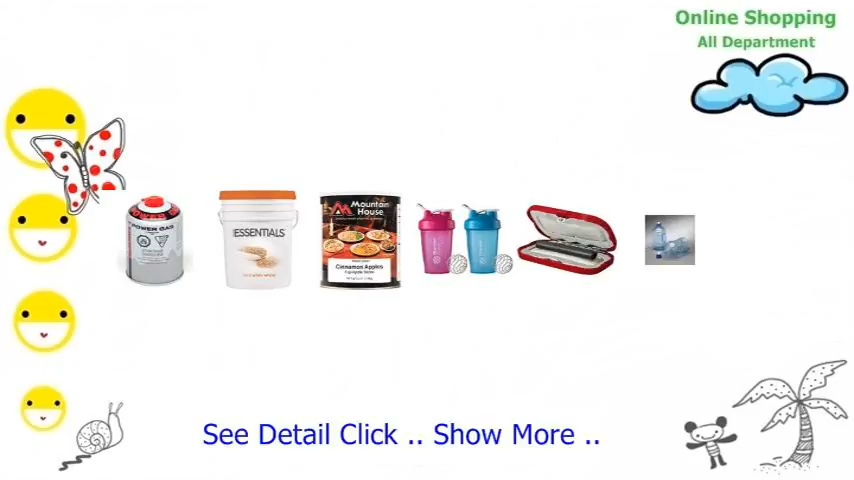 Online Shopping
All Department
POWER GAS
ESSENTIALS
Mountain
House
Cinnamon Apples
See Detail Click .. Show More ..